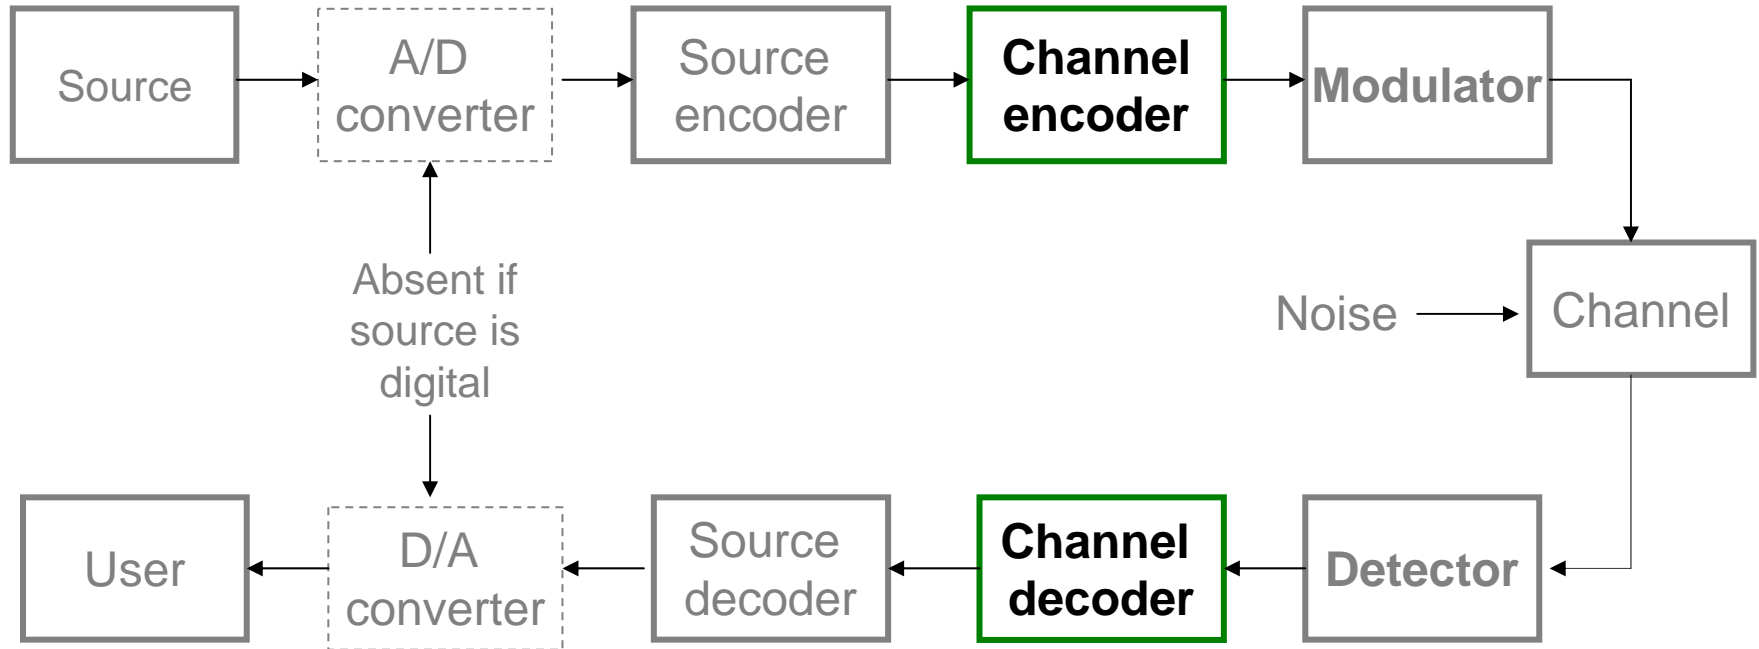 Source
A/D
converter
Source
encoder
Channel
encoder
Modulator
Absent if
source is
digital
Noise
Channel
User
D/A
converter
Source
decoder
Channel
decoder
Detector